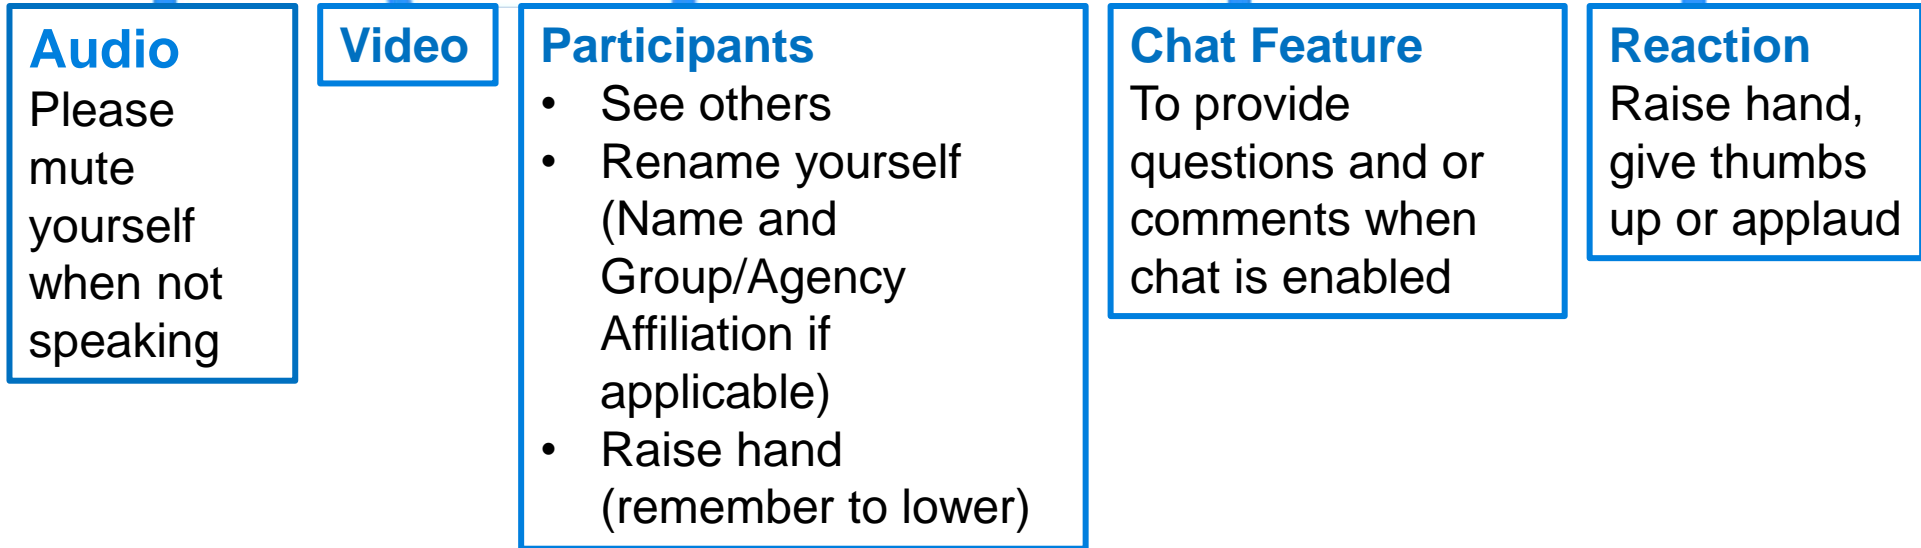 Audio
Please
mute
yourself
when not
speaking
Video
Participants
• See others
• Rename yourself
(Name and
Group/Agency
Affiliation if
applicable)
• Raise hand
(remember to lower)
Chat Feature
To provide
questions and or
comments when
chat is enabled
Reaction
Raise hand,
give thumbs
up or applaud